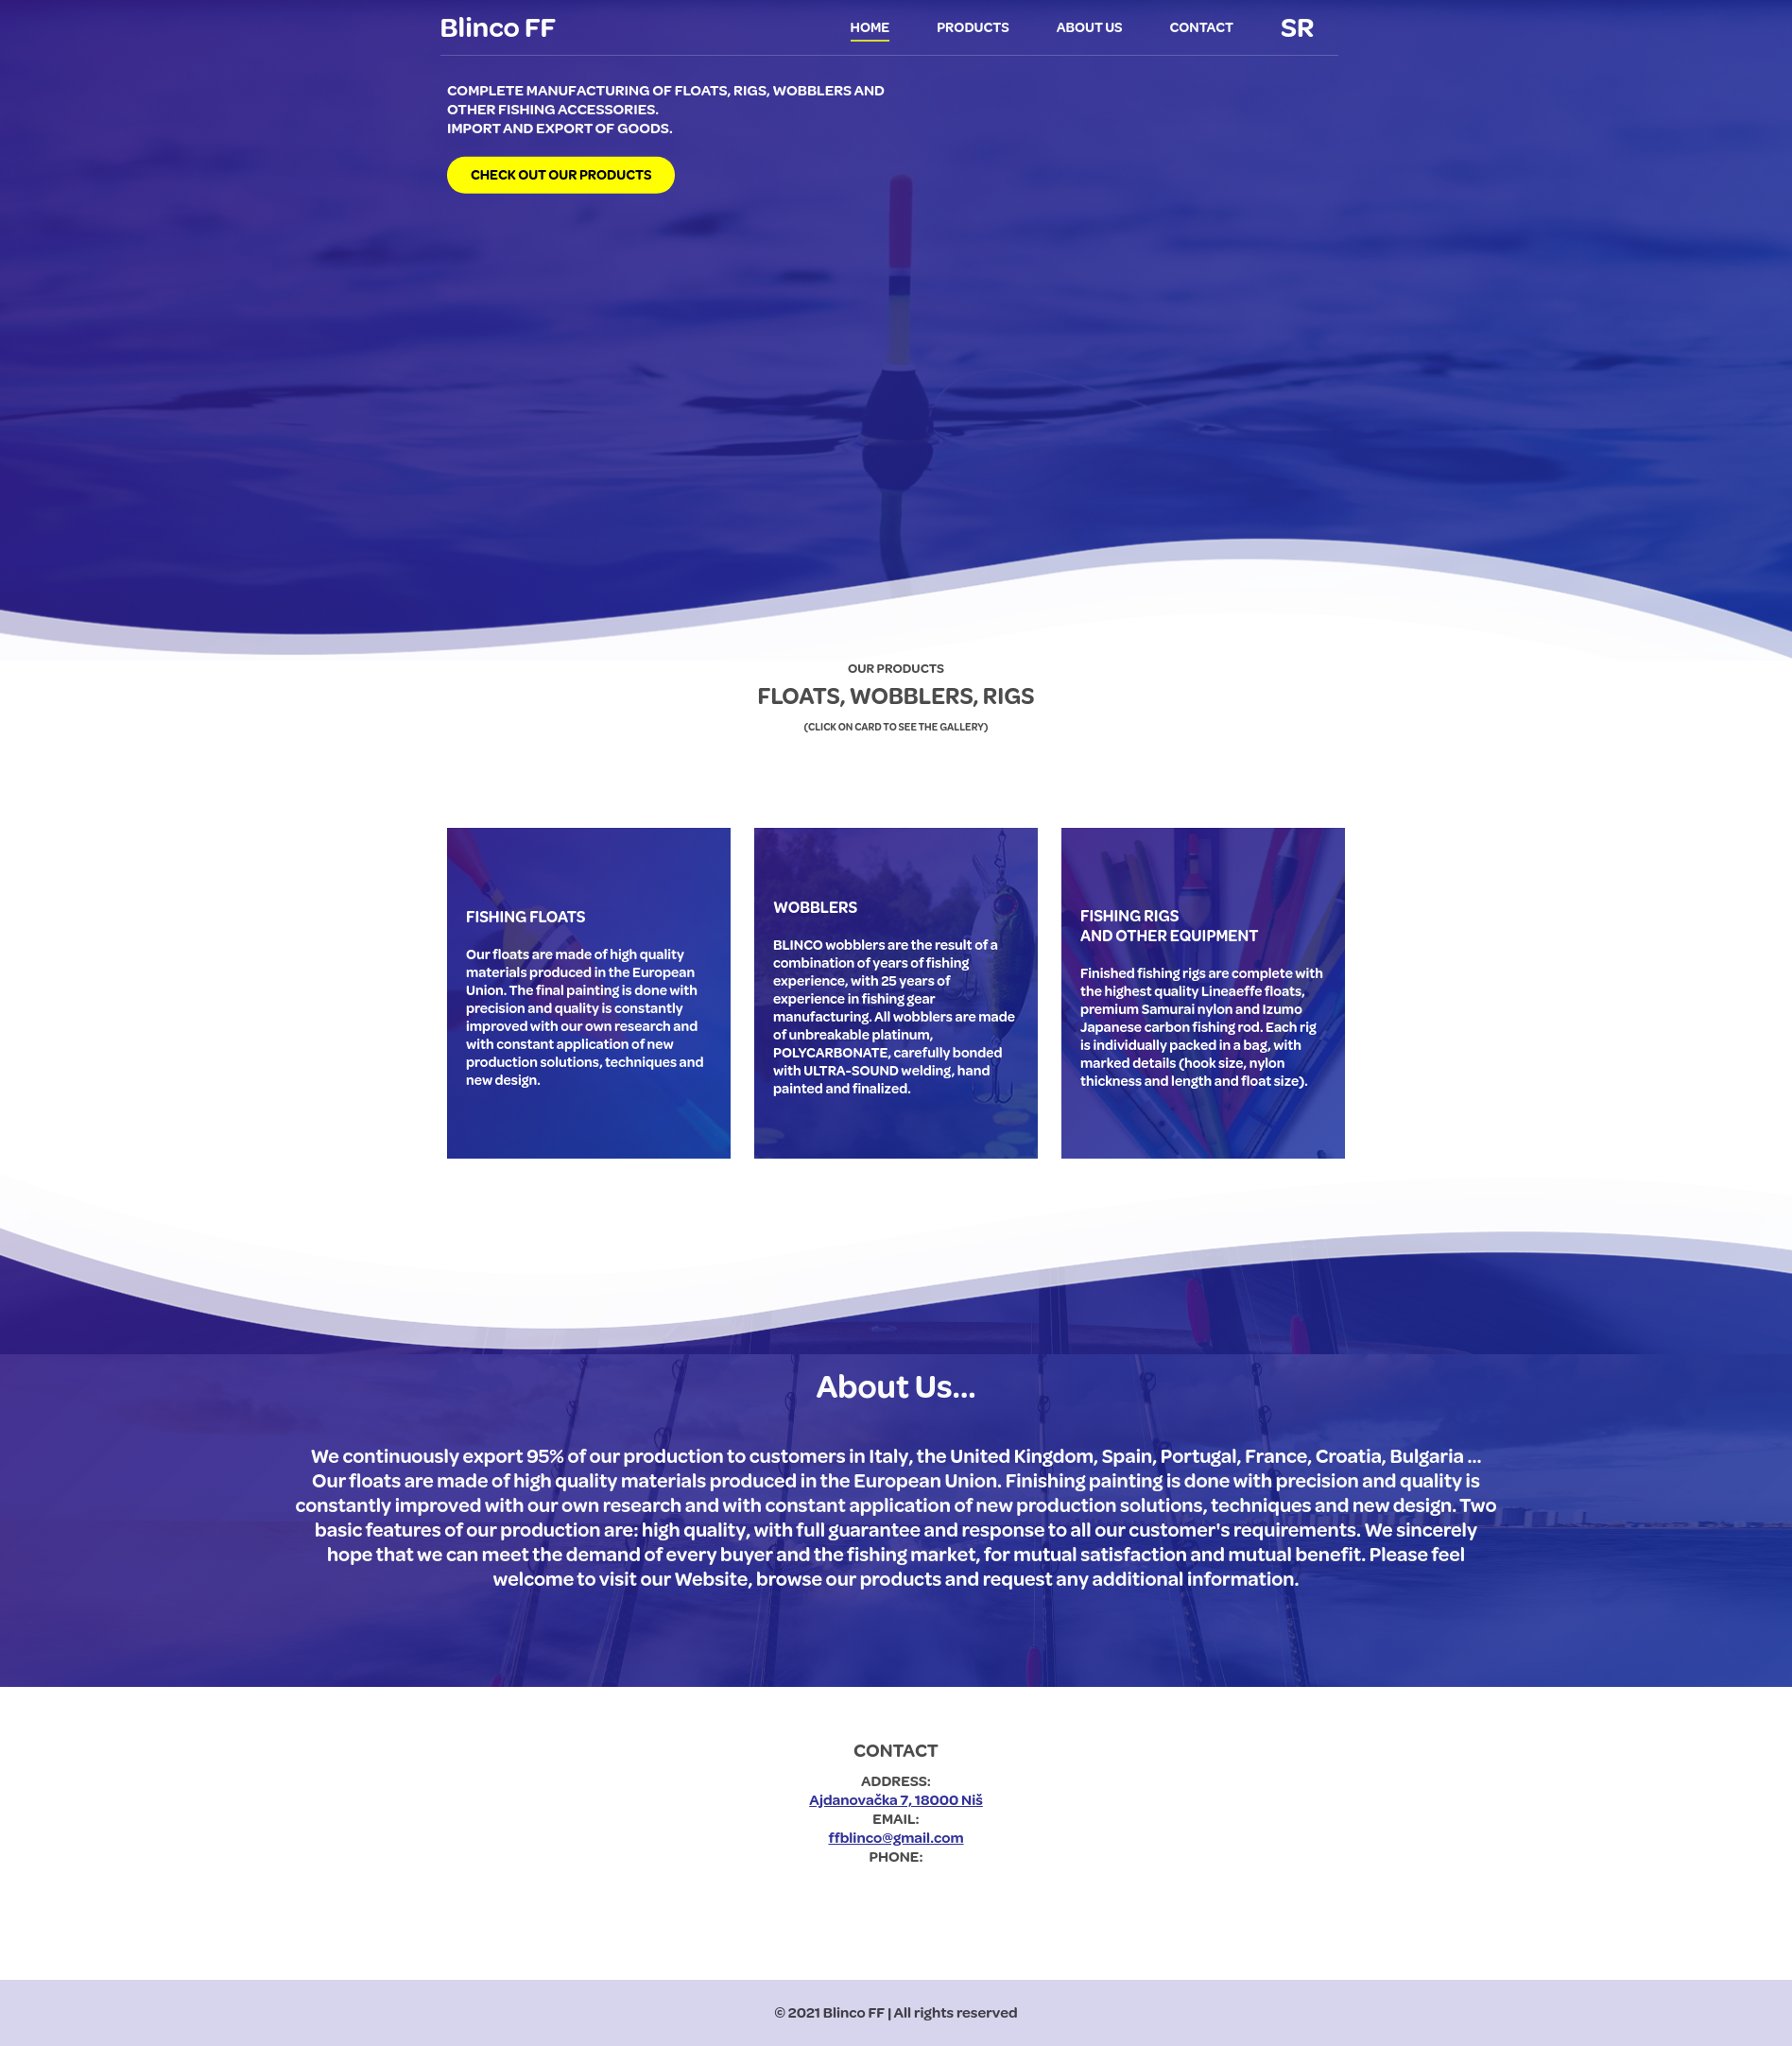 Blinco FF
HOME
PRODUCTS
ABOUT US
CONTACT
SR
COMPLETE MANUFACTURING OF FLOATS, RIGS, WOBBLERS AND
OTHER FISHING ACCESSORIES.
IMPORT AND EXPORT OF GOODS.
CHECK OUT OUR PRODUCTS
OUR PRODUCTS
FLOATS, WOBBLERS, RIGS
(CLICK ON CARD TO SEE THE GALLERY)
FISHING FLOATS
Our floats are made of high quality
materials produced in the European
Union. The final painting is done with
precision and quality is constantly
improved with our own research and
with constant application of new
production solutions, techniques and
new design.
WOBBLERS
BLINCO wobblers are the result of a
combination of years of fishing
experience, with 25 years of
experience in fishing gear
manufacturing. All wobblers are made
of unbreakable platinum,
POLYCARBONATE, carefully bonded
with ULTRA-SOUND welding, hand
painted and finalized.
FISHING RIGS
AND OTHER EQUIPMENT
Finished fishing rigs are complete with
the highest quality Lineaeffe floats,
premium Samurai nylon and Izumo
Japanese carbon fishing rod. Each rig
is individually packed in a bag, with
marked details (hook size, nylon
thickness and length and float size).
About Us...
We continuously export 95% of our production to customers in Italy, the United Kingdom, Spain, Portugal, France, Croatia, Bulgaria ...
Our floats are made of high quality materials produced in the European Union. Finishing painting is done with precision and quality is
constantly improved with our own research and with constant application of new production solutions, techniques and new design. Two
basic features of our production are: high quality, with full guarantee and response to all our customer's requirements. We sincerely
hope that we can meet the demand of every buyer and the fishing market, for mutual satisfaction and mutual benefit. Please feel
welcome to visit our Website, browse our products and request any additional information.
CONTACT
ADDRESS:
Ajdanovačka 7, 18000 Niš
EMAIL:
ffblinco@gmail.com
PHONE:
© 2021 Blinco FF | All rights reserved